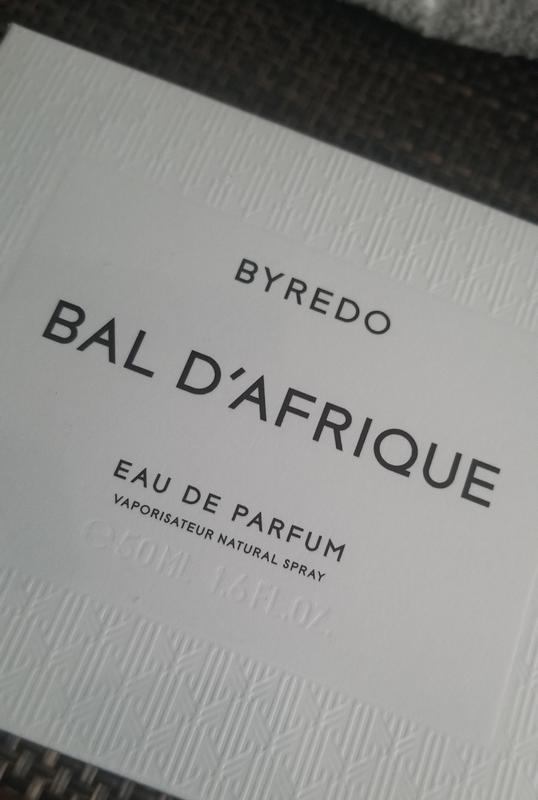 BYREDO
BAL D'AFRIQUE
EAU DE PARFUM
VAPORISATEUR NATURAL SPRAY
℮ 50ML 1.6 FL.OZ.